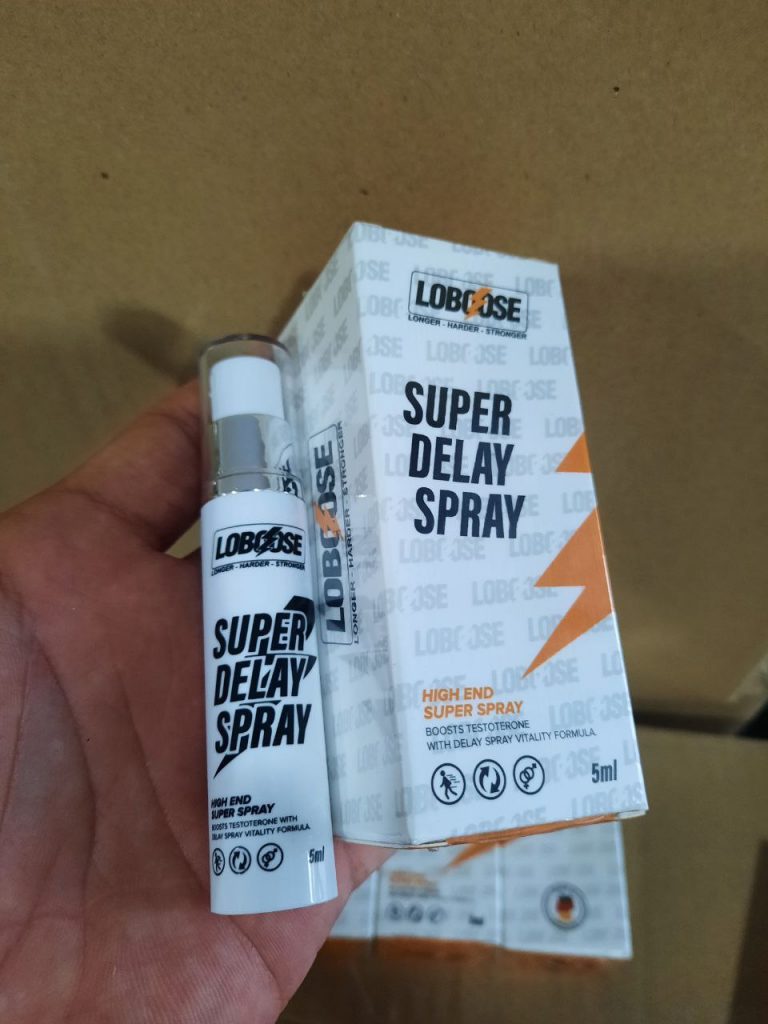 LOBOOSE
LONGER - HARDER - STRONGER
SUPER
DELAY
SPRAY
HIGH END
SUPER SPRAY
BOOSTS TESTOTERONE
WITH DELAY SPRAY VITALITY FORMULA.
5ml
LOBOOSE
LONGER - HARDER - STRONGER
LOBOOSE
LONGER - HARDER - STRONGER
SUPER
DELAY
SPRAY
HIGH END
SUPER SPRAY
BOOSTS TESTOTERONE WITH
DELAY SPRAY VITALITY FORMULA.
5ml